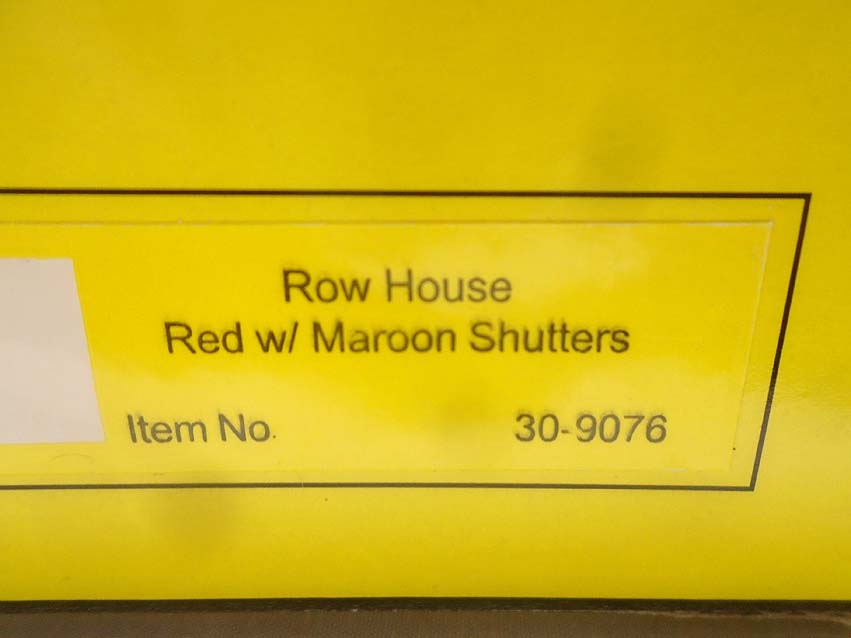 Row House
Red w/ Maroon Shutters
Item No. 30-9076